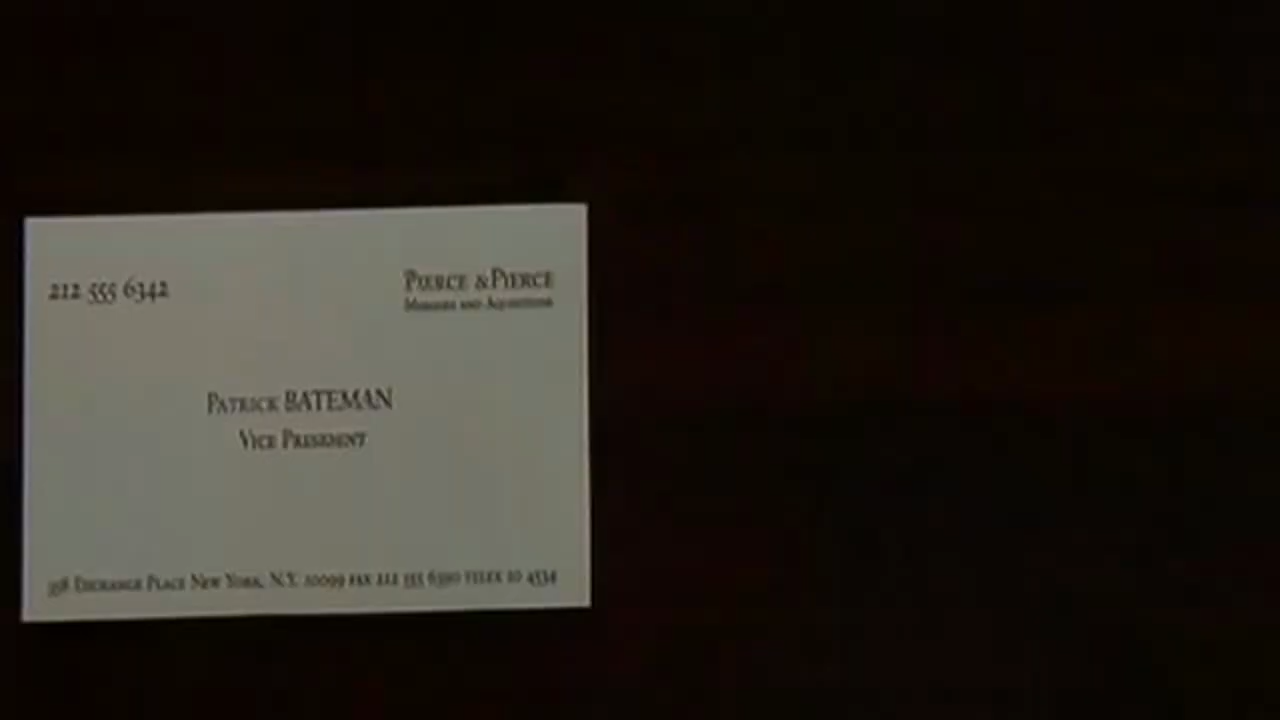 212 555 6342
PIERCE & PIERCE
MERGERS AND AQUISITIONS
PATRICK BATEMAN
VICE PRESIDENT
358 EXCHANGE PLACE NEW YORK, N.Y. 10099 FAX 212 555 6390 TELEX 10 4534